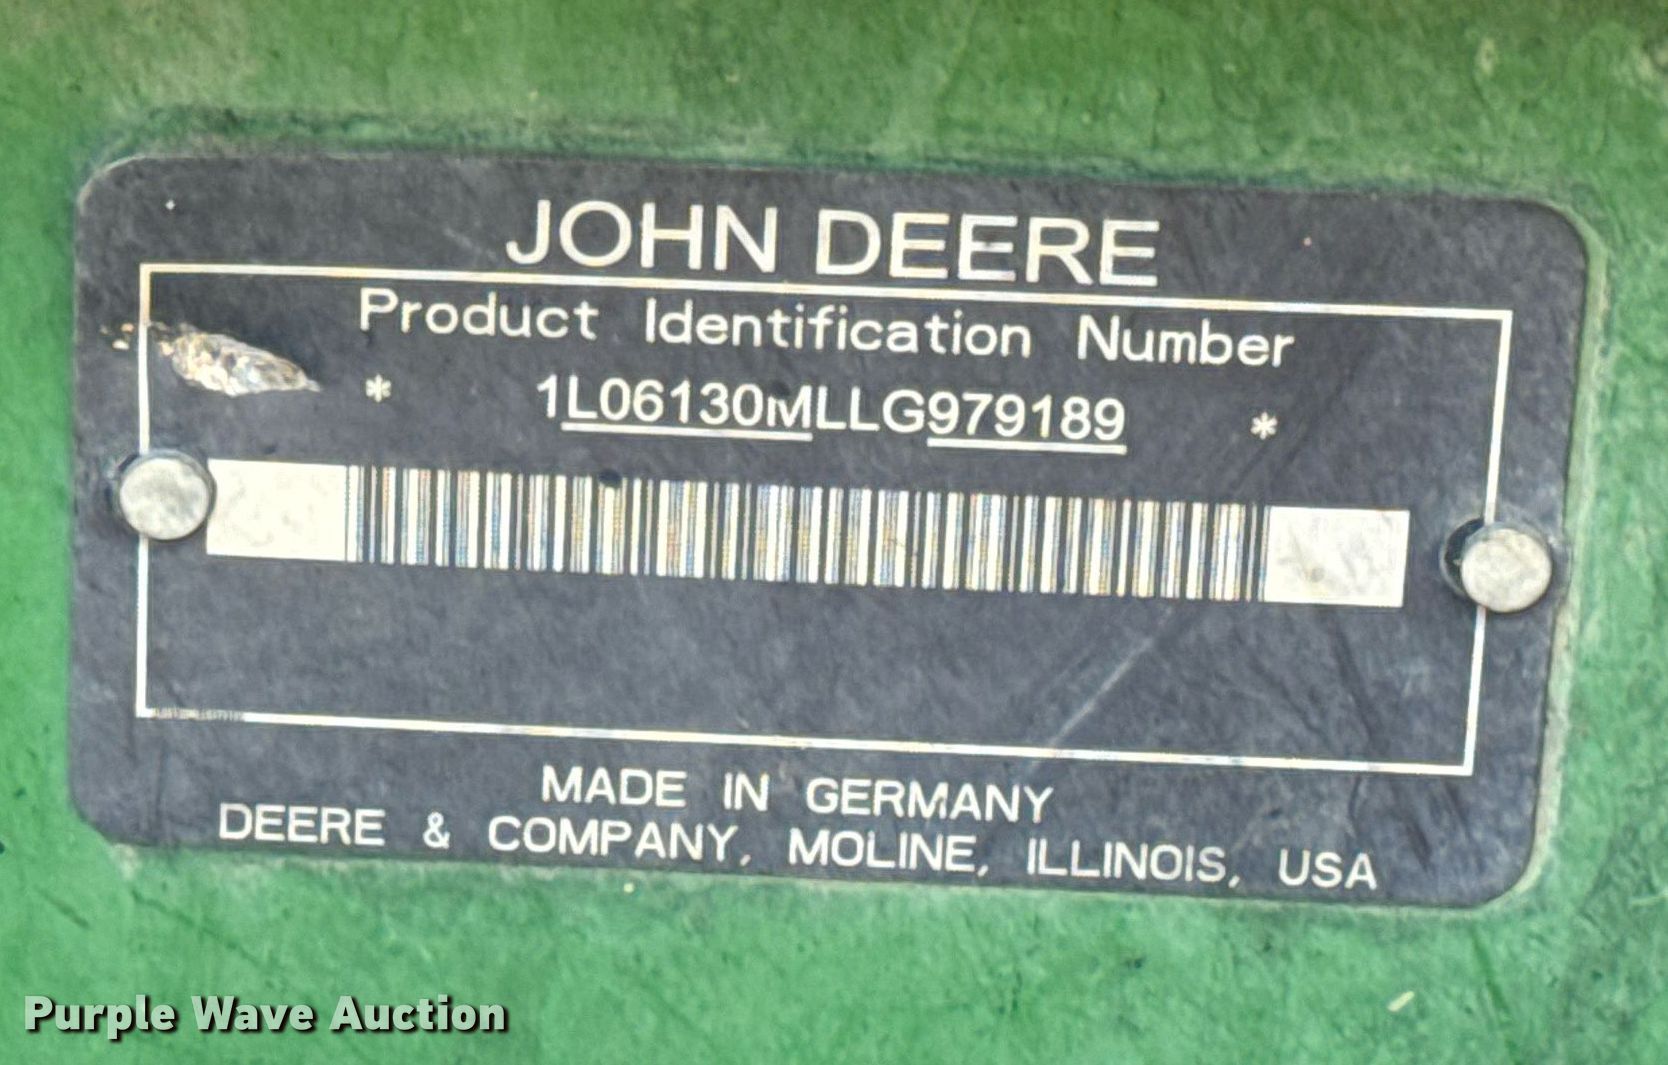 JOHN DEERE
Product Identification Number
* 1L06130MLLG979189 *
MADE IN GERMANY
DEERE & COMPANY, MOLINE, ILLINOIS, USA
Purple Wave Auction